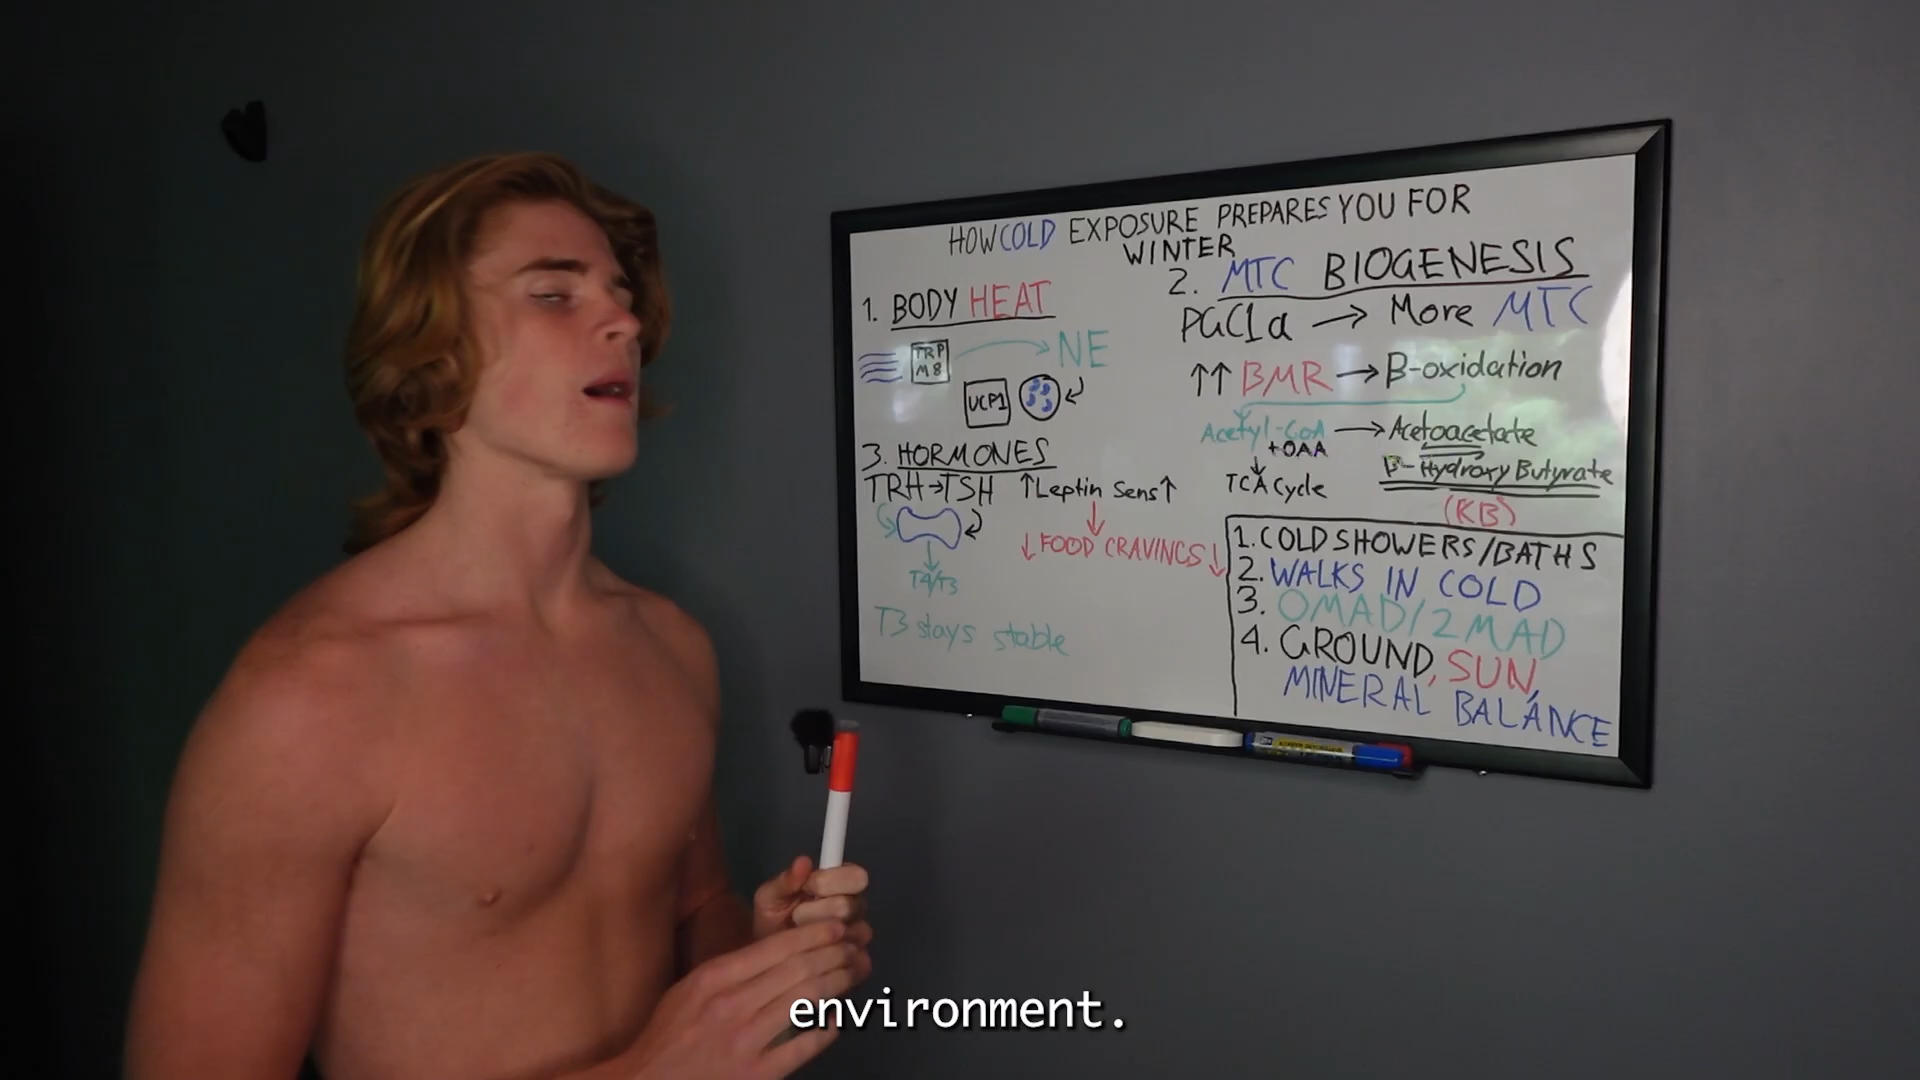 HOW COLD EXPOSURE PREPARES YOU FOR
WINTER
1. BODY HEAT
TRP
M8
NE
UCP1
2. MTC BIOGENESIS
PGC1a → More MTC
↑↑ BMR → B-oxidation
Acetyl-CoA → Acetoacetate
+OAA
B-Hydroxy Butyrate
TCA Cycle
(KB)
3. HORMONES
TRH→TSH ↑Leptin Sens↑
↓FOOD CRAVINGS↓
T4/T3
T3 stays stable
1. COLD SHOWERS/BATHS
2. WALKS IN COLD
3. OMAD/2MAD
4. GROUND, SUN,
MINERAL BALANCE
environment.